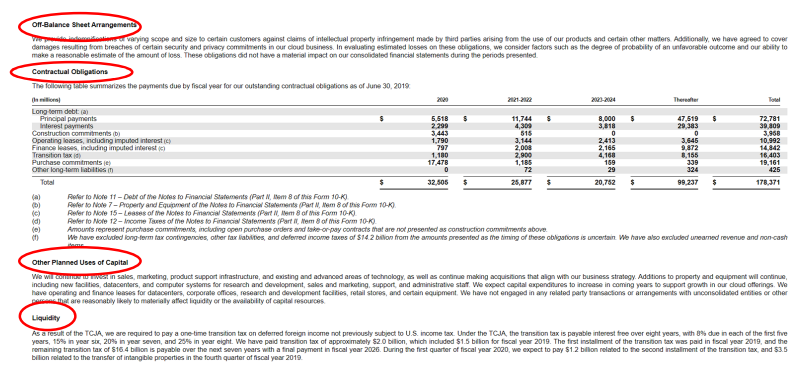 Off-Balance Sheet Arrangements
We provide indemnifications of varying scope and size to certain customers against claims of intellectual property infringement made by third parties arising from the use of our products and certain other matters. Additionally, we have agreed to cover
damages resulting from breaches of certain security and privacy commitments in our cloud business. In evaluating estimated losses on these obligations, we consider factors such as the degree of probability of an unfavorable outcome and our ability to
make a reasonable estimate of the amount of loss. These obligations did not have a material impact on our consolidated financial statements during the periods presented.
Contractual Obligations
The following table summarizes the payments due by fiscal year for our outstanding contractual obligations as of June 30, 2019:
(In millions) 2020 2021-2022 2023-2024 Thereafter Total
Long-term debt: (a)
Principal payments $ 5,518 $ 11,744 $ 8,000 $ 47,519 $ 72,781
Interest payments 2,299 4,309 3,818 29,383 39,809
Construction commitments (b) 3,443 515 0 0 3,958
Operating leases, including imputed interest (c) 1,790 3,144 2,413 3,645 10,992
Finance leases, including imputed interest (c) 797 2,008 2,165 9,872 14,842
Transition tax (d) 1,180 2,900 4,168 8,155 16,403
Purchase commitments (e) 17,478 1,185 159 339 19,161
Other long-term liabilities (f) 0 72 29 324 425
Total $ 32,505 $ 25,877 $ 20,752 $ 99,237 $ 178,371
(a) Refer to Note 11 – Debt of the Notes to Financial Statements (Part II, Item 8 of this Form 10-K).
(b) Refer to Note 7 – Property and Equipment of the Notes to Financial Statements (Part II, Item 8 of this Form 10-K).
(c) Refer to Note 15 – Leases of the Notes to Financial Statements (Part II, Item 8 of this Form 10-K).
(d) Refer to Note 12 – Income Taxes of the Notes to Financial Statements (Part II, Item 8 of this Form 10-K).
(e) Amounts represent purchase commitments, including open purchase orders and take-or-pay contracts that are not presented as construction commitments above.
(f) We have excluded long-term tax contingencies, other tax liabilities, and deferred income taxes of $14.2 billion from the amounts presented as the timing of these obligations is uncertain. We have also excluded unearned revenue and non-cash
items.
Other Planned Uses of Capital
We will continue to invest in sales, marketing, product support infrastructure, and existing and advanced areas of technology, as well as continue making acquisitions that align with our business strategy. Additions to property and equipment will continue,
including new facilities, datacenters, and computer systems for research and development, sales and marketing, support, and administrative staff. We expect capital expenditures to increase in coming years to support growth in our cloud offerings. We
have operating and finance leases for datacenters, corporate offices, research and development facilities, retail stores, and certain equipment. We have not engaged in any related party transactions or arrangements with unconsolidated entities or other
persons that are reasonably likely to materially affect liquidity or the availability of capital resources.
Liquidity
As a result of the TCJA, we are required to pay a one-time transition tax on deferred foreign income not previously subject to U.S. income tax. Under the TCJA, the transition tax is payable interest free over eight years, with 8% due in each of the first five
years, 15% in year six, 20% in year seven, and 25% in year eight. We have paid transition tax of approximately $2.0 billion, which included $1.5 billion for fiscal year 2019. The first installment of the transition tax was paid in fiscal year 2019, and the
remaining transition tax of $16.4 billion is payable over the next seven years with a final payment in fiscal year 2026. During the first quarter of fiscal year 2020, we expect to pay $1.2 billion related to the second installment of the transition tax, and $3.5
billion related to the transfer of intangible properties in the fourth quarter of fiscal year 2019.